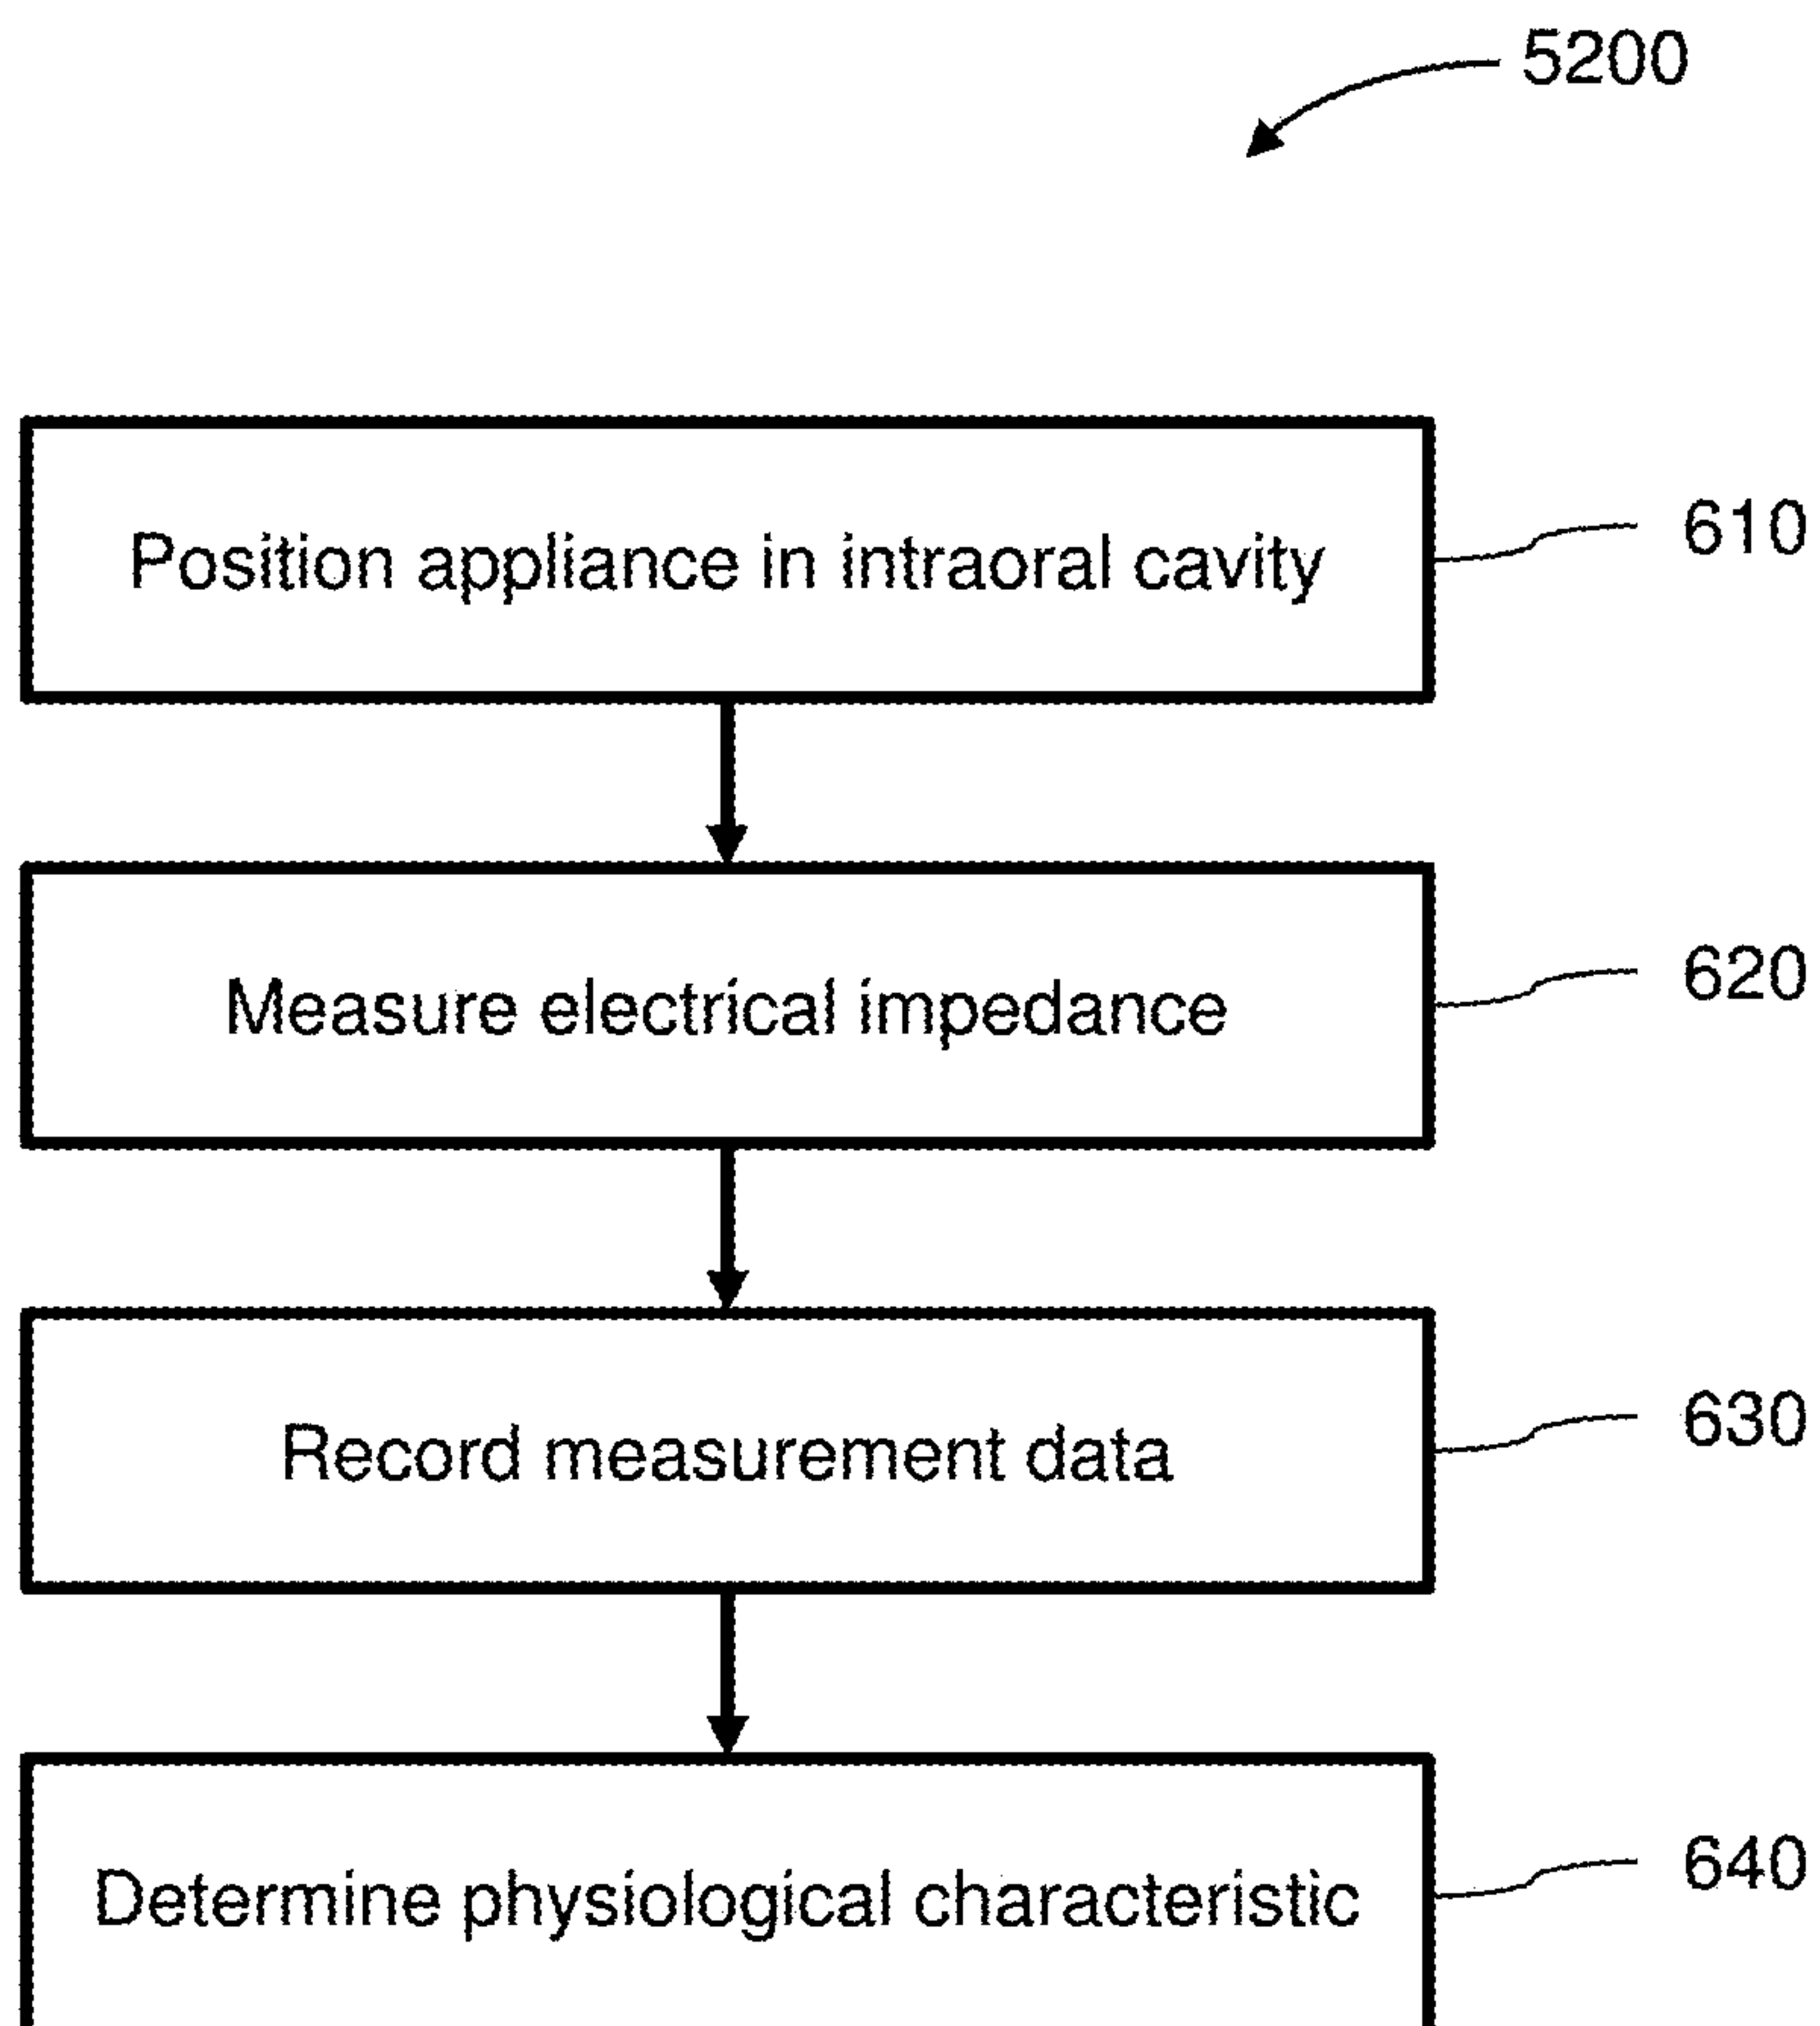 5200
Position appliance in intraoral cavity
610
Measure electrical impedance
620
Record measurement data
630
Determine physiological characteristic
640